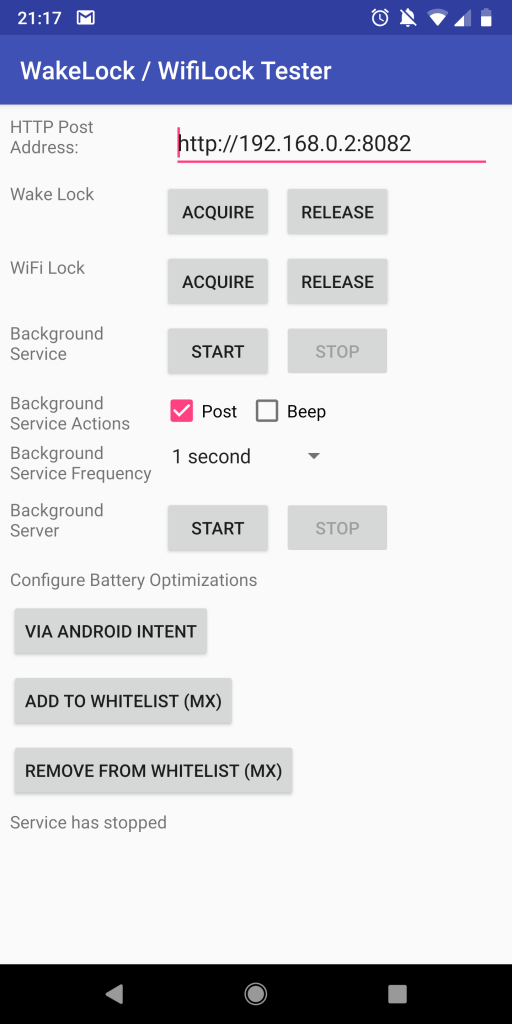 21:17
WakeLock / WifiLock Tester
HTTP Post
Address:
http://192.168.0.2:8082
Wake Lock
ACQUIRE RELEASE
WiFi Lock
ACQUIRE RELEASE
Background
Service
START STOP
Background
Service Actions
Post Beep
Background
Service Frequency
1 second
Background
Server
START STOP
Configure Battery Optimizations
VIA ANDROID INTENT
ADD TO WHITELIST (MX)
REMOVE FROM WHITELIST (MX)
Service has stopped